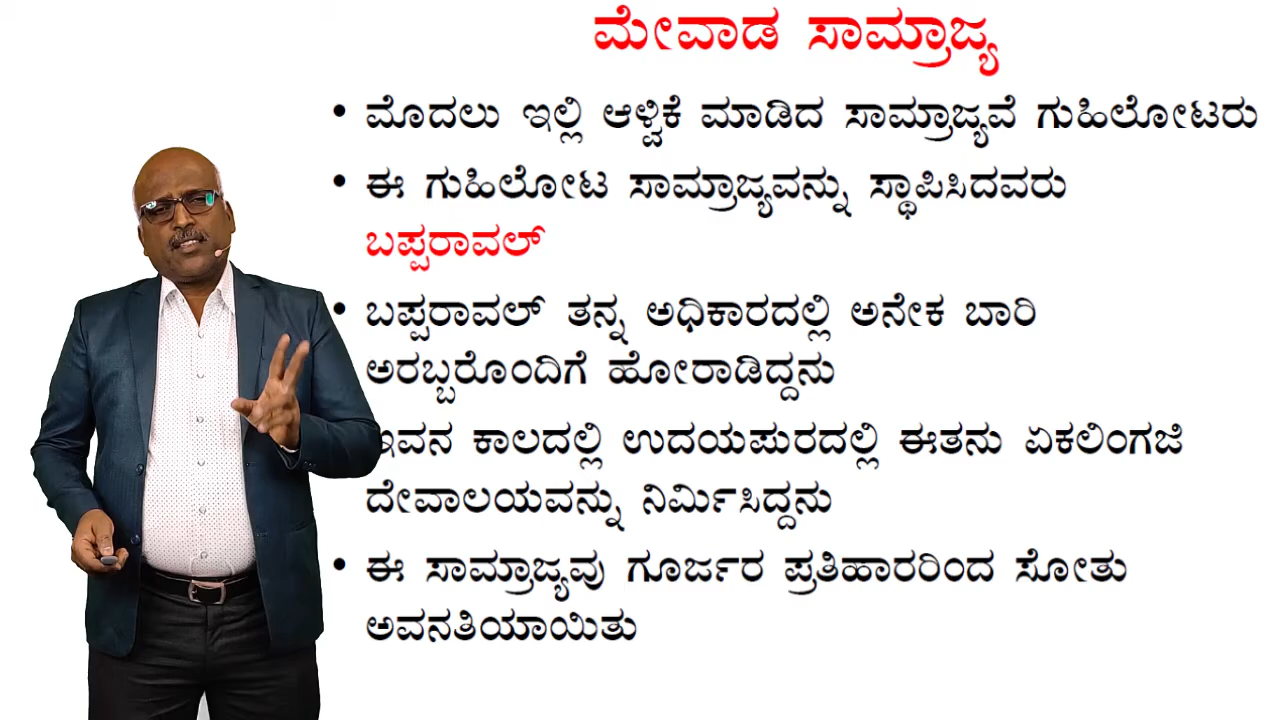 ಮೇವಾಡ ಸಾಮ್ರಾಜ್ಯ
• ಮೊದಲು ಇಲ್ಲಿ ಆಳ್ವಿಕೆ ಮಾಡಿದ ಸಾಮ್ರಾಜ್ಯವೆ ಗುಹಿಲೋಟರು
• ಈ ಗುಹಿಲೋಟ ಸಾಮ್ರಾಜ್ಯವನ್ನು ಸ್ಥಾಪಿಸಿದವರು
ಬಪ್ಪರಾವಲ್
• ಬಪ್ಪರಾವಲ್ ತನ್ನ ಅಧಿಕಾರದಲ್ಲಿ ಅನೇಕ ಬಾರಿ
ಅರಬ್ಬರೊಂದಿಗೆ ಹೋರಾಡಿದ್ದನು
ಇವನ ಕಾಲದಲ್ಲಿ ಉದಯಪುರದಲ್ಲಿ ಈತನು ಏಕಲಿಂಗಜಿ
ದೇವಾಲಯವನ್ನು ನಿರ್ಮಿಸಿದ್ದನು
• ಈ ಸಾಮ್ರಾಜ್ಯವು ಗೂರ್ಜರ ಪ್ರತಿಹಾರರಿಂದ ಸೋತು
ಅವನತಿಯಾಯಿತು